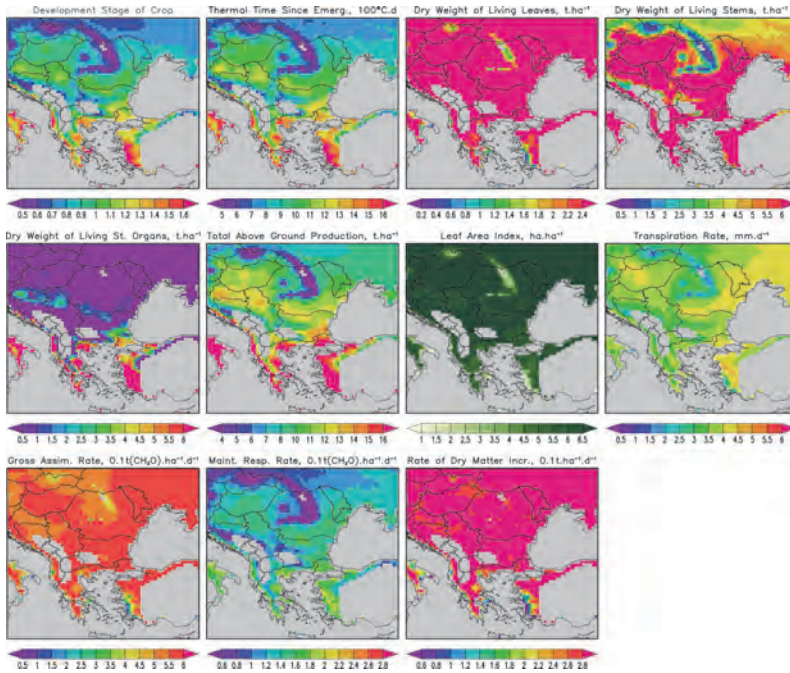 Development Stage of Crop
Thermal Time Since Emerg., 100°C.d
Dry Weight of Living Leaves, t.ha⁻¹
Dry Weight of Living Stems, t.ha⁻¹
0.5 0.6 0.7 0.8 0.9 1 1.1 1.2 1.3 1.4 1.5 1.6
5 6 7 8 9 10 11 12 13 14 15 16
0.2 0.4 0.6 0.8 1 1.2 1.4 1.6 1.8 2 2.2 2.4
0.5 1 1.5 2 2.5 3 3.5 4 4.5 5 5.5 6
Dry Weight of Living St. Organs, t.ha⁻¹
Total Above Ground Production, t.ha⁻¹
Leaf Area Index, ha.ha⁻¹
Transpiration Rate, mm.d⁻¹
0.5 1 1.5 2 2.5 3 3.5 4 4.5 5 5.5 6
4 5 6 7 8 9 10 11 12 13 14 15 16
1 1.5 2 2.5 3 3.5 4 4.5 5 5.5 6 6.5
0.5 1 1.5 2 2.5 3 3.5 4 4.5 5 5.5 6
Gross Assim. Rate, 0.1t(CH₂O).ha⁻¹.d⁻¹
Maint. Resp. Rate, 0.1t(CH₂O).ha⁻¹.d⁻¹
Rate of Dry Matter Incr., 0.1t.ha⁻¹.d⁻¹
0.5 1 1.5 2 2.5 3 3.5 4 4.5 5 5.5 6
0.6 0.8 1 1.2 1.4 1.6 1.8 2 2.2 2.4 2.6 2.8
0.6 0.8 1 1.2 1.4 1.6 1.8 2 2.2 2.4 2.6 2.8